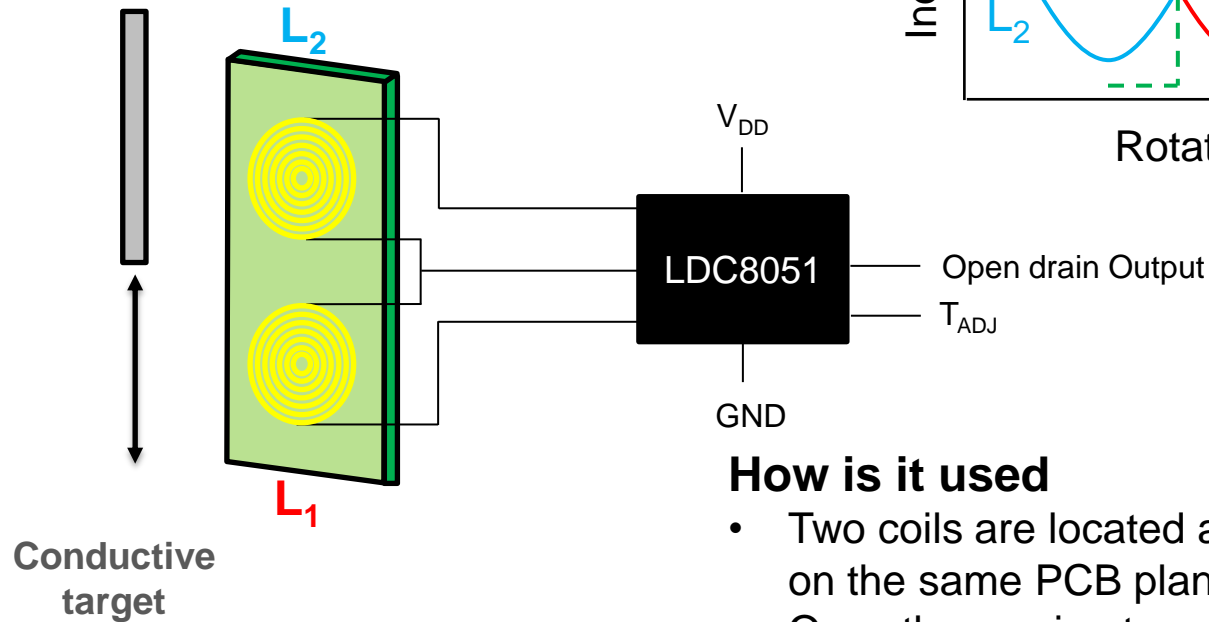 L2
L2
Rotat
VDD
LDC8051
Open drain Output
TADJ
GND
L1
Conductive
target
How is it used
• Two coils are located a
on the same PCB plan